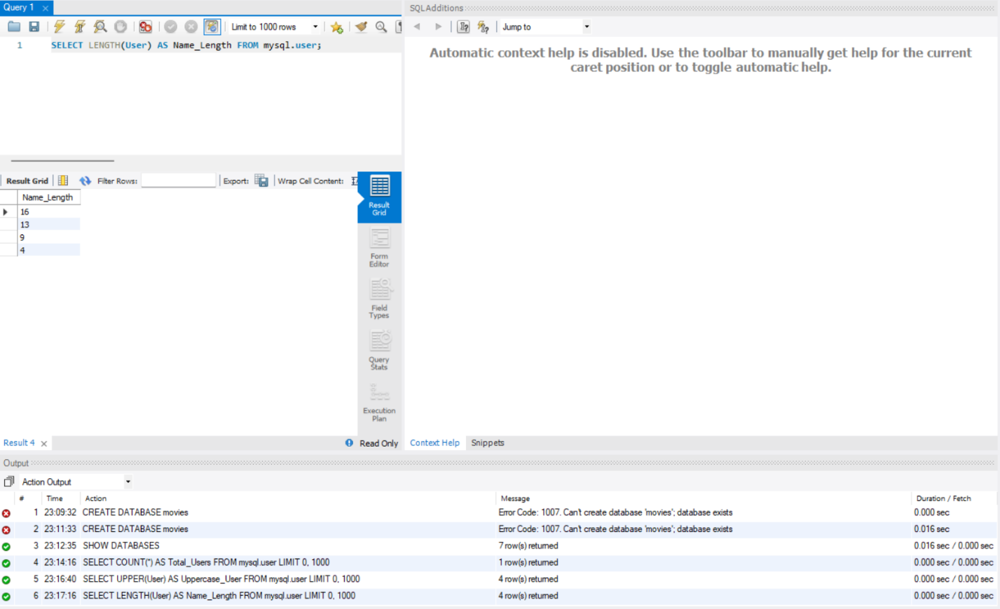 Query 1
SQLAdditions
Limit to 1000 rows
Jump to
1 SELECT LENGTH(User) AS Name_Length FROM mysql.user;
Automatic context help is disabled. Use the toolbar to manually get help for the current
caret position or to toggle automatic help.
Result Grid
Filter Rows:
Export:
Wrap Cell Content:
Name_Length
16
13
9
4
Result
Grid
Form
Editor
Field
Types
Query
Stats
Execution
Plan
Result 4
Read Only
Context Help
Snippets
Output
Action Output
# Time Action Message Duration / Fetch
1 23:09:32 CREATE DATABASE movies Error Code: 1007. Can't create database 'movies'; database exists 0.000 sec
2 23:11:33 CREATE DATABASE movies Error Code: 1007. Can't create database 'movies'; database exists 0.016 sec
3 23:12:35 SHOW DATABASES 7 row(s) returned 0.016 sec / 0.000 sec
4 23:14:16 SELECT COUNT(*) AS Total_Users FROM mysql.user LIMIT 0, 1000 1 row(s) returned 0.000 sec / 0.000 sec
5 23:16:40 SELECT UPPER(User) AS Uppercase_User FROM mysql.user LIMIT 0, 1000 4 row(s) returned 0.000 sec / 0.000 sec
6 23:17:16 SELECT LENGTH(User) AS Name_Length FROM mysql.user LIMIT 0, 1000 4 row(s) returned 0.000 sec / 0.000 sec